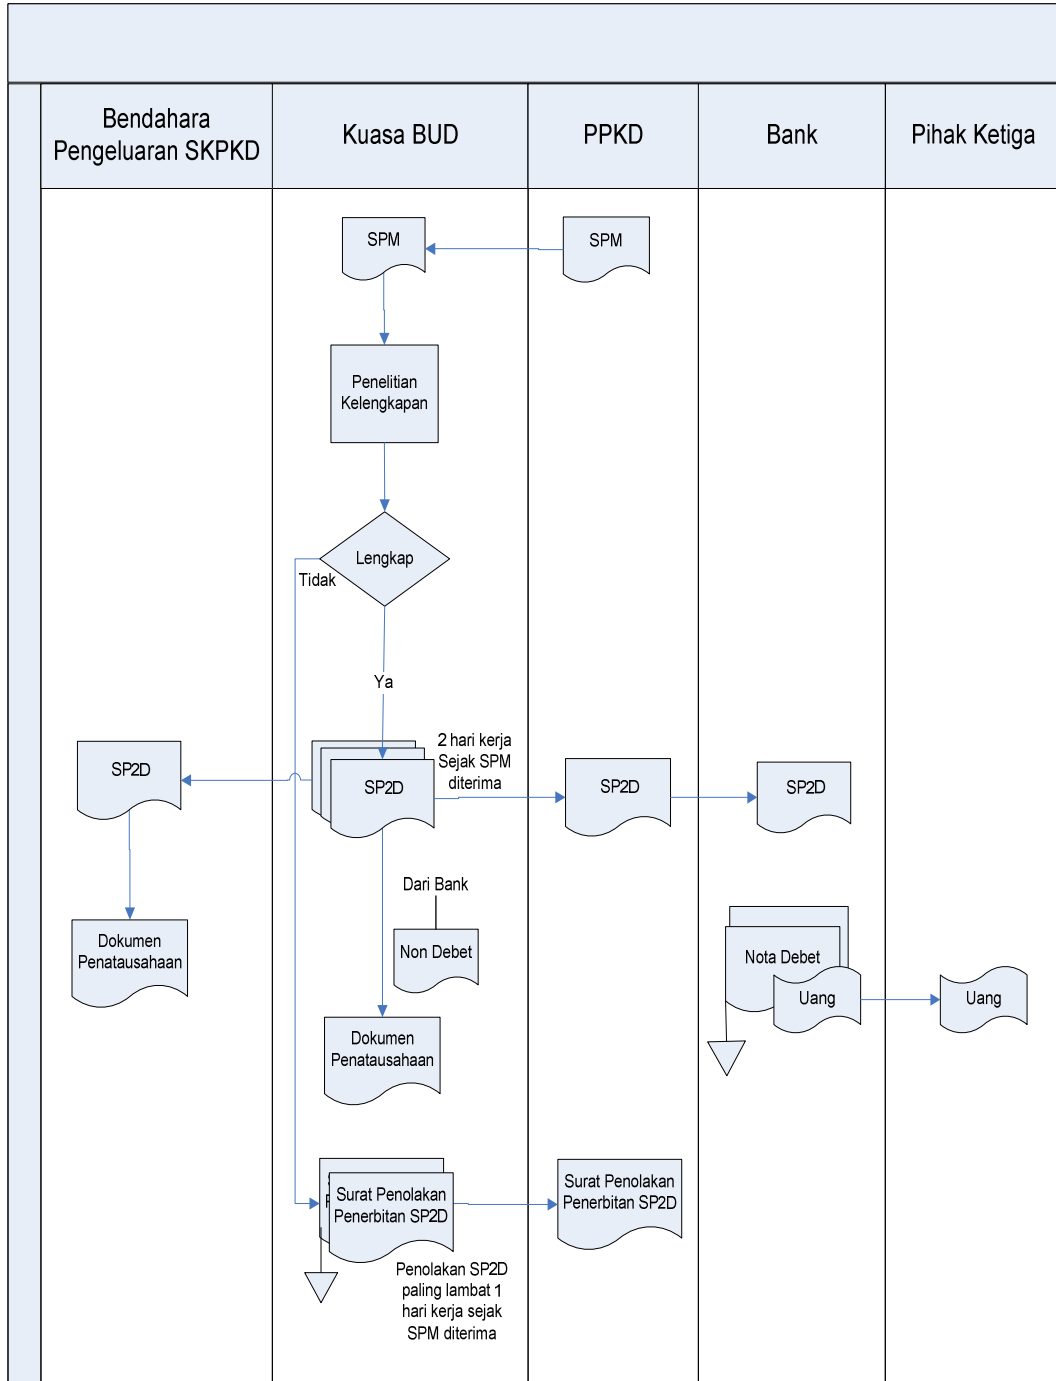 Bendahara
Pengeluaran SKPKD
Kuasa BUD
PPKD
Bank
Pihak Ketiga
SPM
SPM
Penelitian
Kelengkapan
Lengkap
Tidak
Ya
2 hari kerja
Sejak SPM
diterima
SP2D
SP2D
SP2D
SP2D
Dari Bank
Non Debet
Dokumen
Penatausahaan
Nota Debet
Uang
Uang
Dokumen
Penatausahaan
Surat Penolakan
Penerbitan SP2D
Surat Penolakan
Penerbitan SP2D
Penolakan SP2D
paling lambat 1
hari kerja sejak
SPM diterima